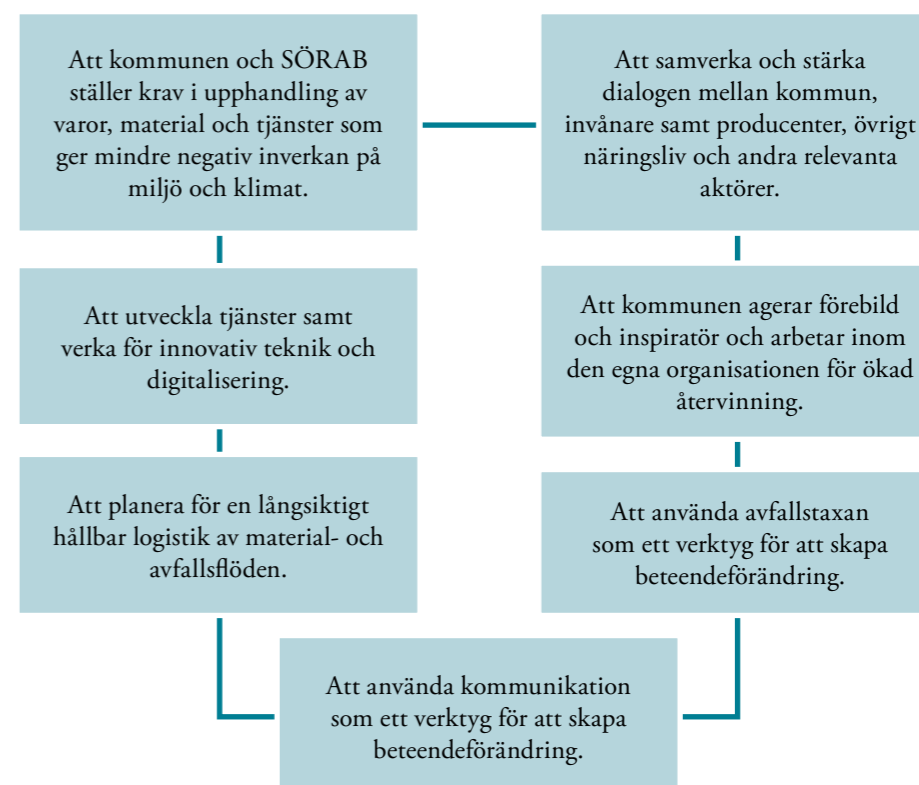 Att kommunen och SÖRAB
ställer krav i upphandling av
varor, material och tjänster som
ger mindre negativ inverkan på
miljö och klimat.
Att samverka och stärka
dialogen mellan kommun,
invånare samt producenter, övrigt
näringsliv och andra relevanta
aktörer.
Att utveckla tjänster samt
verka för innovativ teknik och
digitalisering.
Att kommunen agerar förebild
och inspiratör och arbetar inom
den egna organisationen för ökad
återvinning.
Att planera för en långsiktigt
hållbar logistik av material- och
avfallsflöden.
Att använda avfallstaxan
som ett verktyg för att skapa
beteendeförändring.
Att använda kommunikation
som ett verktyg för att skapa
beteendeförändring.